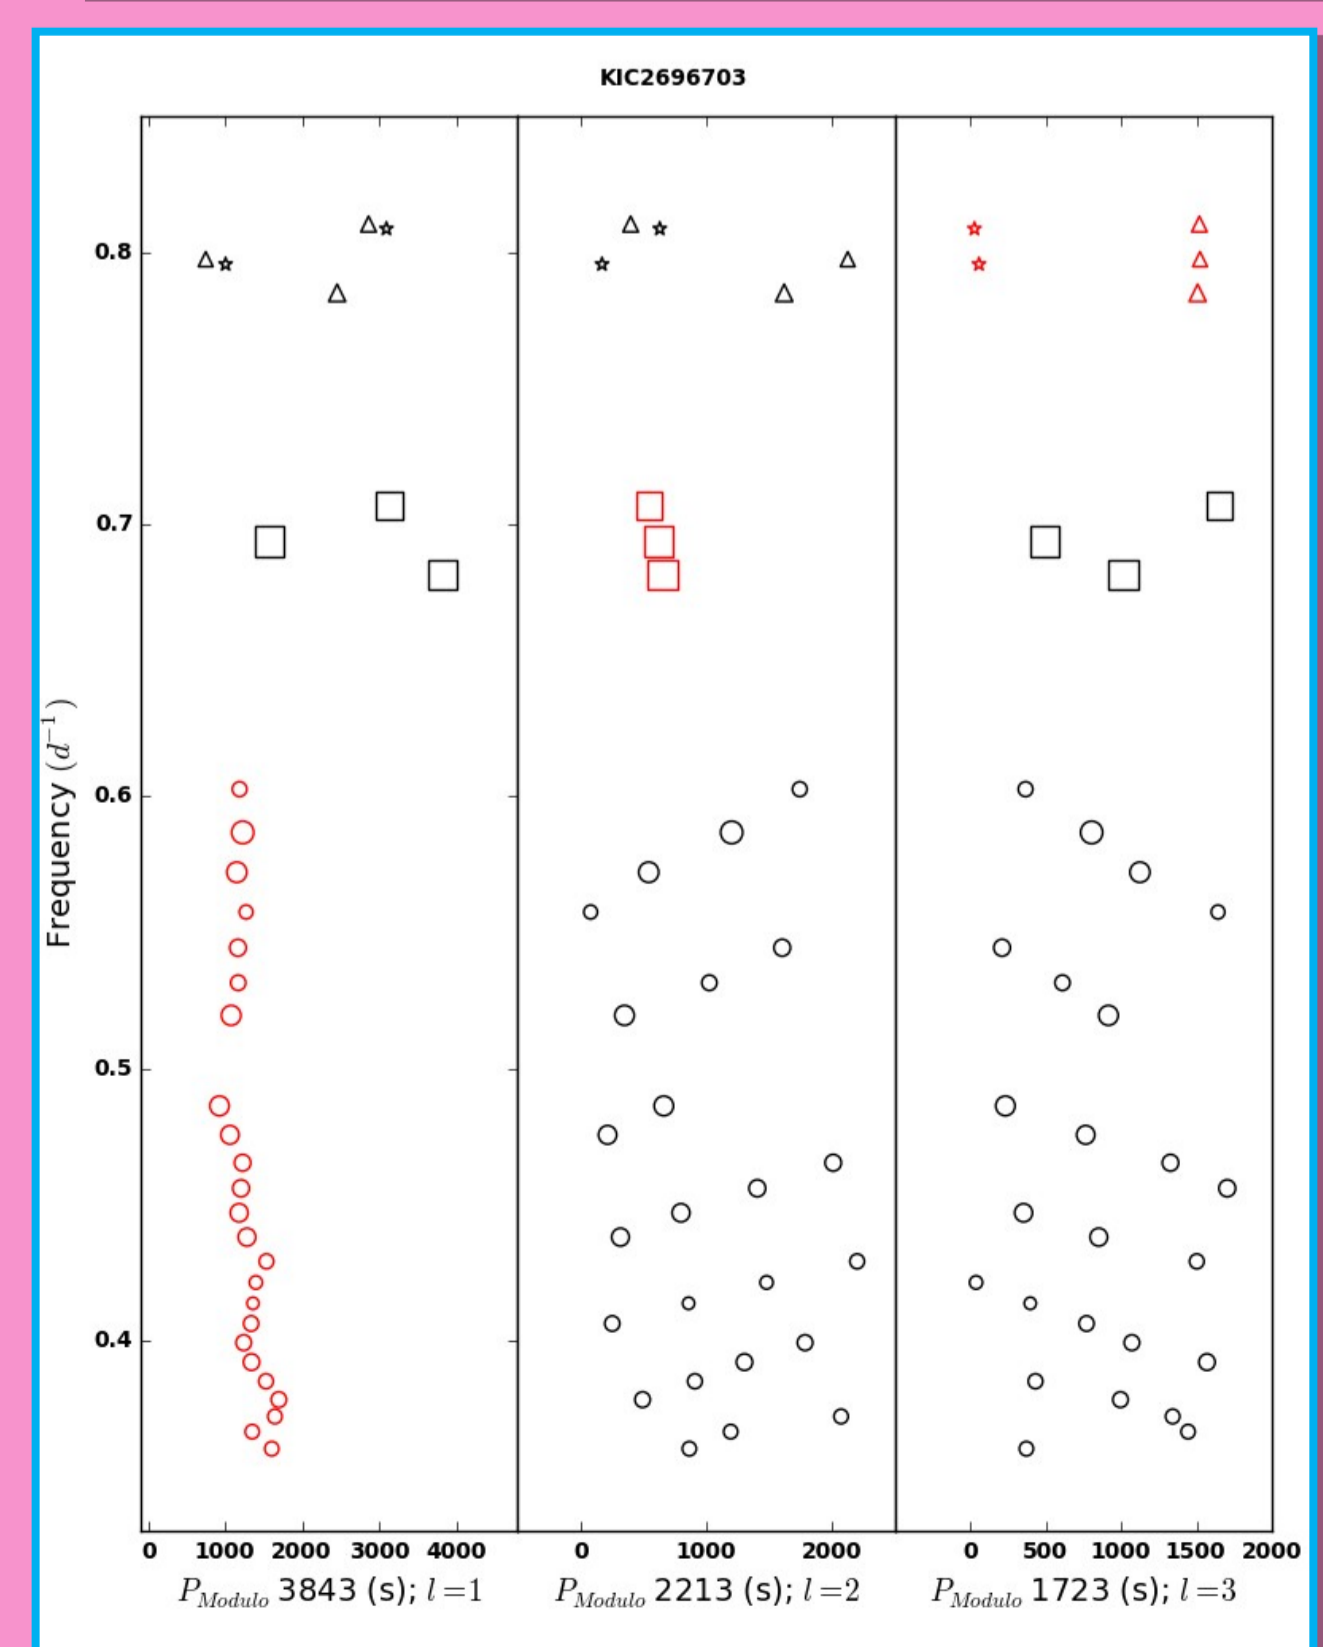 KIC2696703
0.8
0.7
0.6
0.5
0.4
Frequency (d⁻¹)
0 1000 2000 3000 4000 0 1000 2000 0 500 1000 1500 2000
P_Modulo 3843 (s); l=1 P_Modulo 2213 (s); l=2 P_Modulo 1723 (s); l=3